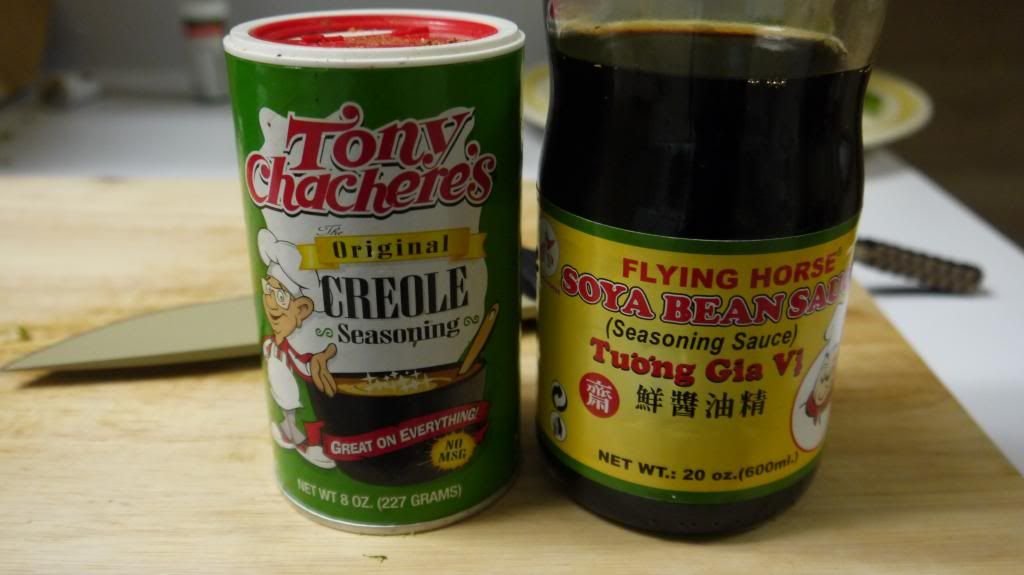 Tony
Chachere's
The
Original
CREOLE
Seasoning
GREAT ON EVERYTHING!
NO
MSG
NET WT 8 OZ. (227 GRAMS)
FLYING HORSE
SOYA BEAN
(Seasoning Sauce)
Tương Gia Vị
齋
鮮醬油精
NET WT.: 20 oz.(600ml.)